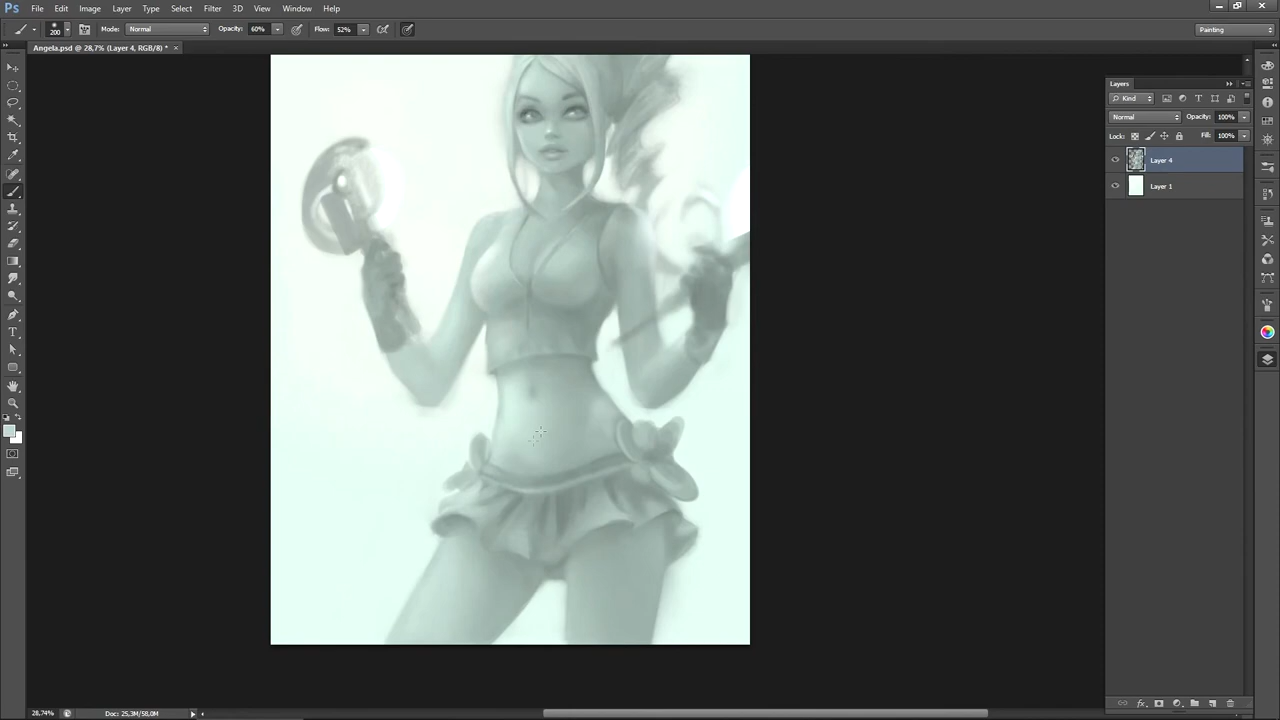 Ps File Edit Image Layer Type Select Filter 3D View Window Help
200 Mode: Normal Opacity: 60% Flow: 52% Painting
Angela.psd @ 28,7% (Layer 4, RGB/8) * ×
Layers
Kind
Normal Opacity: 100%
Lock: Fill: 100%
Layer 4
Layer 1
28,74% Doc: 25,3M/58,0M